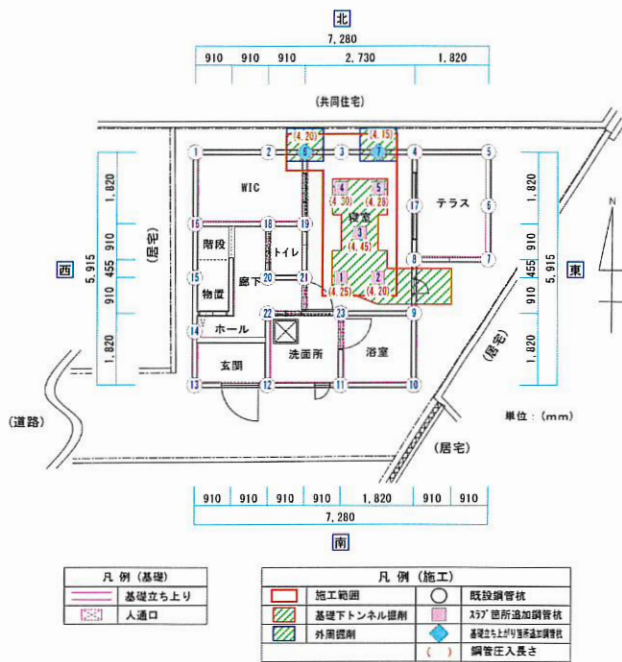 北
7,280
910 910 910 2,730 1,820
(共同住宅)
(4.20) (4.15)
1 2 6 3 7 4 5
WIC
4 5
(4.30) (4.28)
寝室
テラス
17 6
3
(4.45)
16 18 19
階段
トイレ
8 7
西
東
(居宅)
15
廊下
20 21
1 2
(4.25) (4.20)
物置
22 23 9
14
ホール
洗面所
浴室
玄関
13 12 11 10
1,820
910
455
910
1,820
5,915
1,820
910
455
910
1,820
5,915
N
(居宅)
(道路)
(居宅)
単位:(mm)
910 910 910 910 1,820 910 910
7,280
南
凡 例 (基礎)
基礎立ち上り
人通口
凡 例 (施工)
施工範囲
既設鋼管杭
基礎下トンネル掘削
スラブ箇所追加鋼管杭
外周掘削
基礎立ち上がり箇所追加鋼管杭
( ) 鋼管圧入長さ